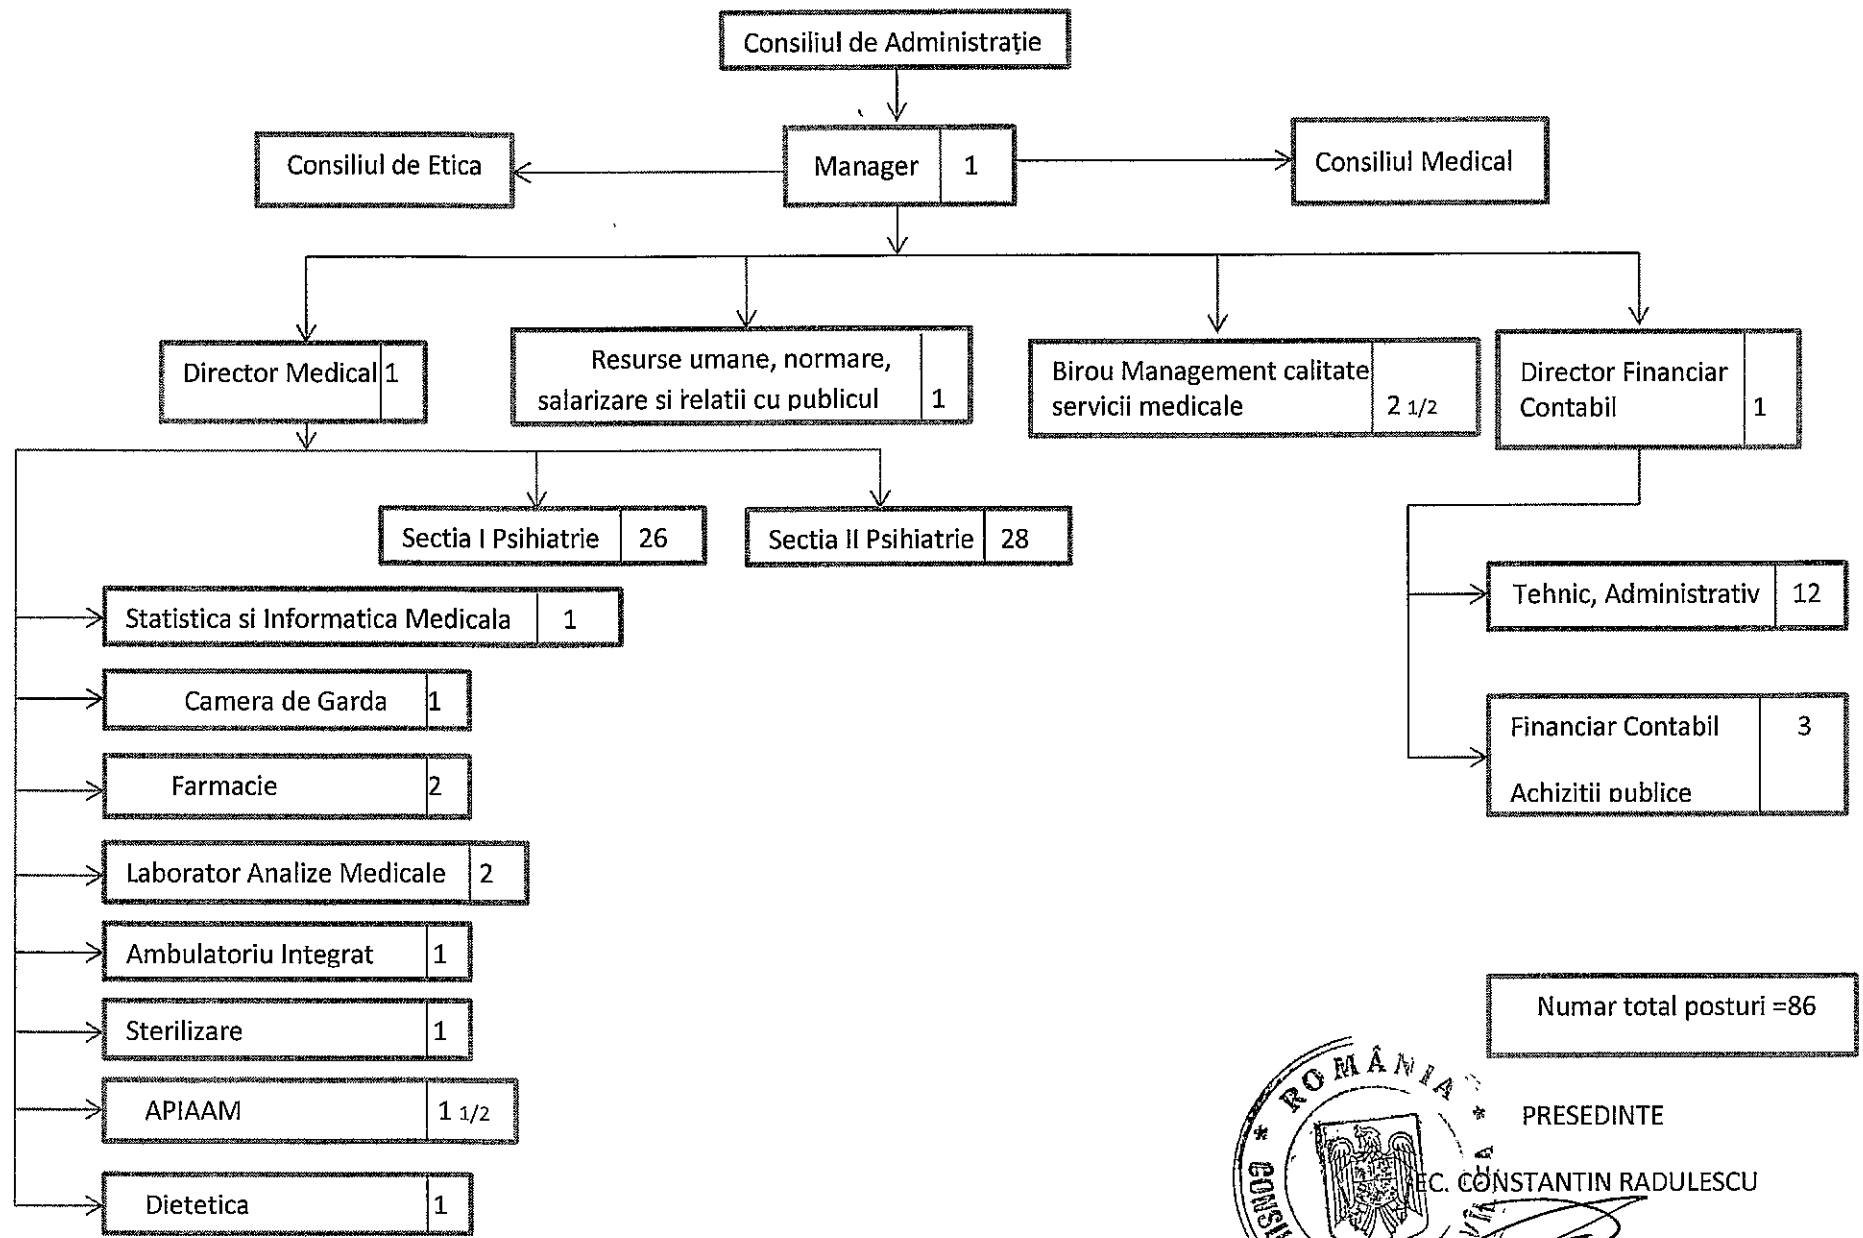 Consiliul de Administrație
Consiliul de Etica
Manager 1
Consiliul Medical
Director Medical 1
Resurse umane, normare,
salarizare si relatii cu publicul 1
Birou Management calitate
servicii medicale 2 1/2
Director Financiar
Contabil 1
Sectia I Psihiatrie 26
Sectia II Psihiatrie 28
Statistica si Informatica Medicala 1
Camera de Garda 1
Farmacie 2
Laborator Analize Medicale 2
Ambulatoriu Integrat 1
Sterilizare 1
APIAAM 1 1/2
Dietetica 1
Tehnic, Administrativ 12
Financiar Contabil 3
Achizitii publice
Numar total posturi =86
* ROMÂNIA *
PRESEDINTE
EC. CONSTANTIN RADULESCU